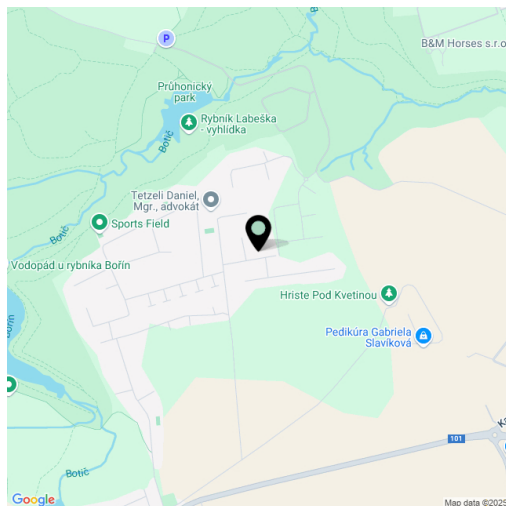 P
B&M Horses s.r.o
Průhonický
park
Rybník Labeška
- vyhlídka
Botič
Tetzeli Daniel,
Mgr., advokát
Sports Field
Botič
Vodopád u rybníka Bořín
Hriste Pod Kvetinou
Bořín
Pedikúra Gabriela
Slavíková
101
Botič
Google
Map data ©2025